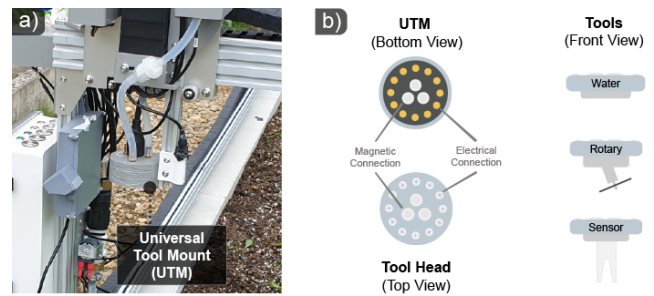 a)
Universal
Tool Mount
(UTM)
b)
UTM
(Bottom View)
Magnetic
Connection
Electrical
Connection
Tool Head
(Top View)
Tools
(Front View)
Water
Rotary
Sensor